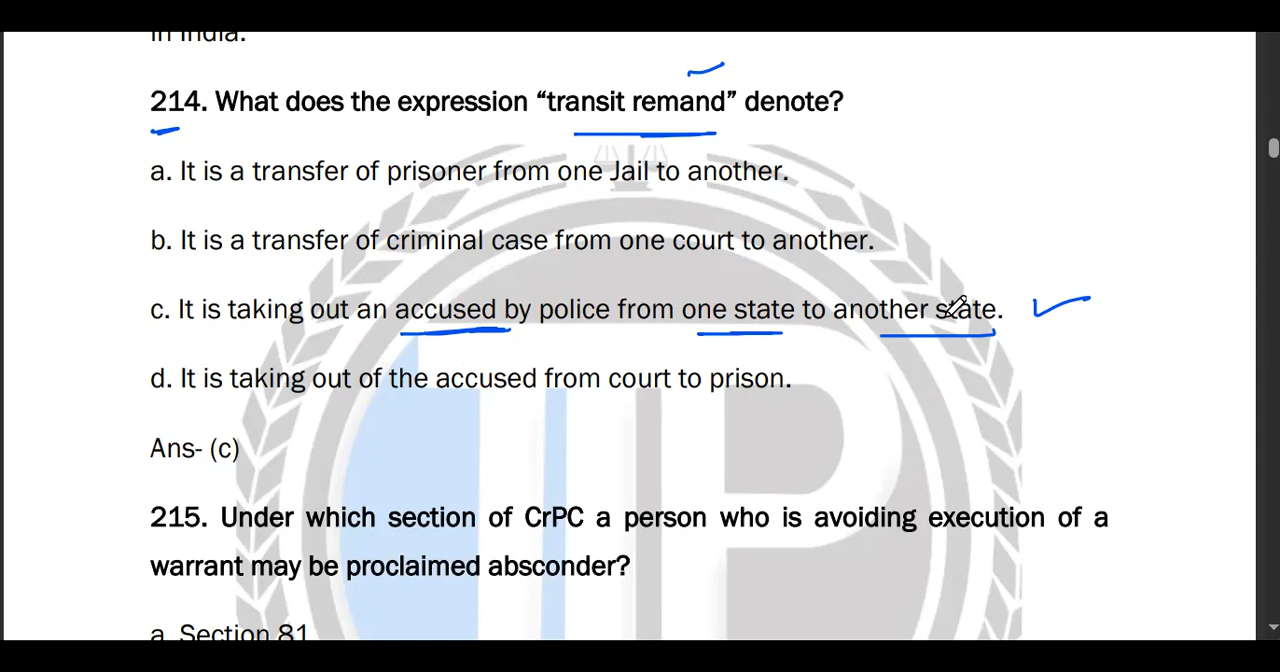 in India.
214. What does the expression “transit remand” denote?
a. It is a transfer of prisoner from one Jail to another.
b. It is a transfer of criminal case from one court to another.
c. It is taking out an accused by police from one state to another state.
d. It is taking out of the accused from court to prison.
Ans- (c)
215. Under which section of CrPC a person who is avoiding execution of a
warrant may be proclaimed absconder?
a. Section 81